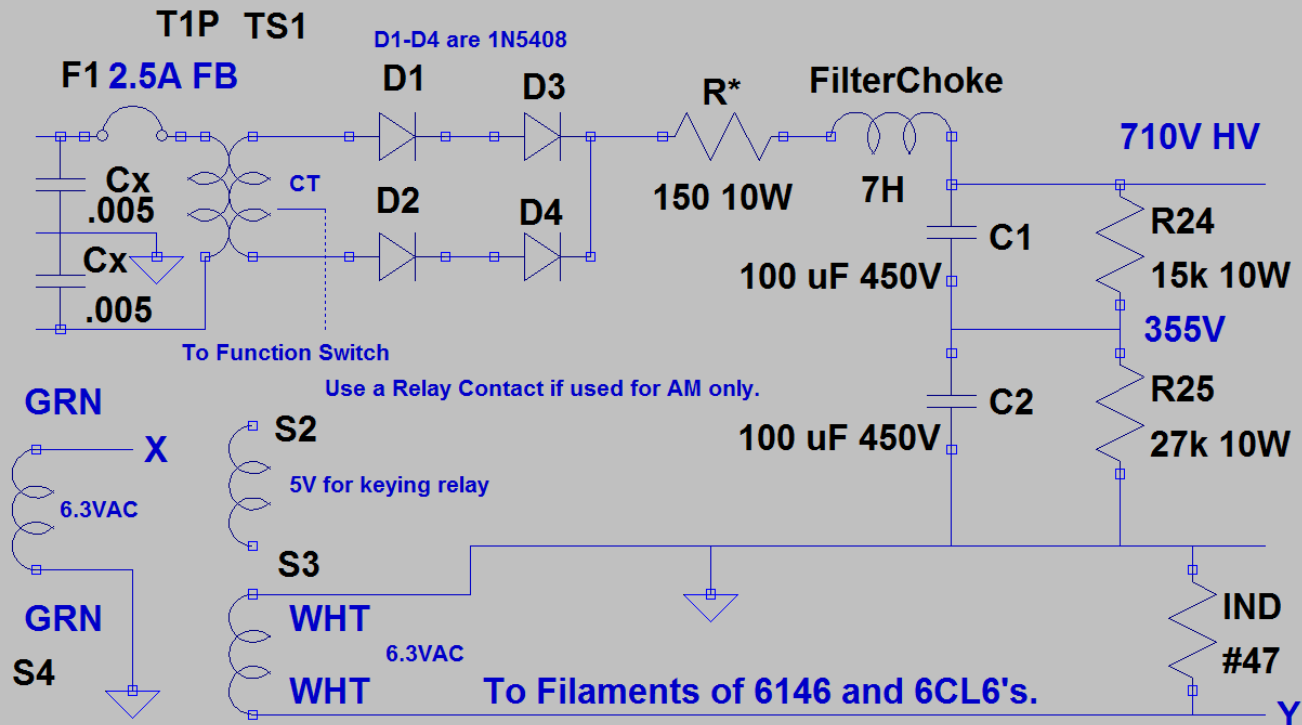 T1P TS1
D1-D4 are 1N5408
F1 2.5A FB
D1
D3
R*
FilterChoke
710V HV
Cx
.005
CT
150 10W
7H
R24
15k 10W
D2
D4
C1
100 uF 450V
Cx
.005
355V
To Function Switch
Use a Relay Contact if used for AM only.
R25
27k 10W
GRN
X
S2
C2
100 uF 450V
6.3VAC
5V for keying relay
S3
GRN
WHT
6.3VAC
IND
#47
S4
WHT
To Filaments of 6146 and 6CL6's.
Y